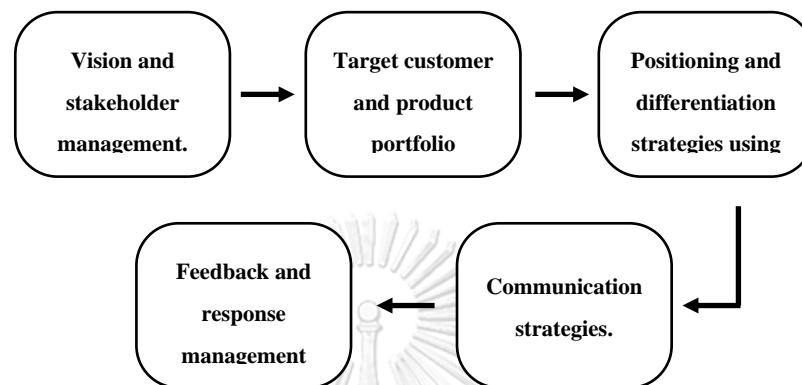 Vision and
stakeholder
management.
Target customer
and product
portfolio
Positioning and
differentiation
strategies using
Communication
strategies.
Feedback and
response
management